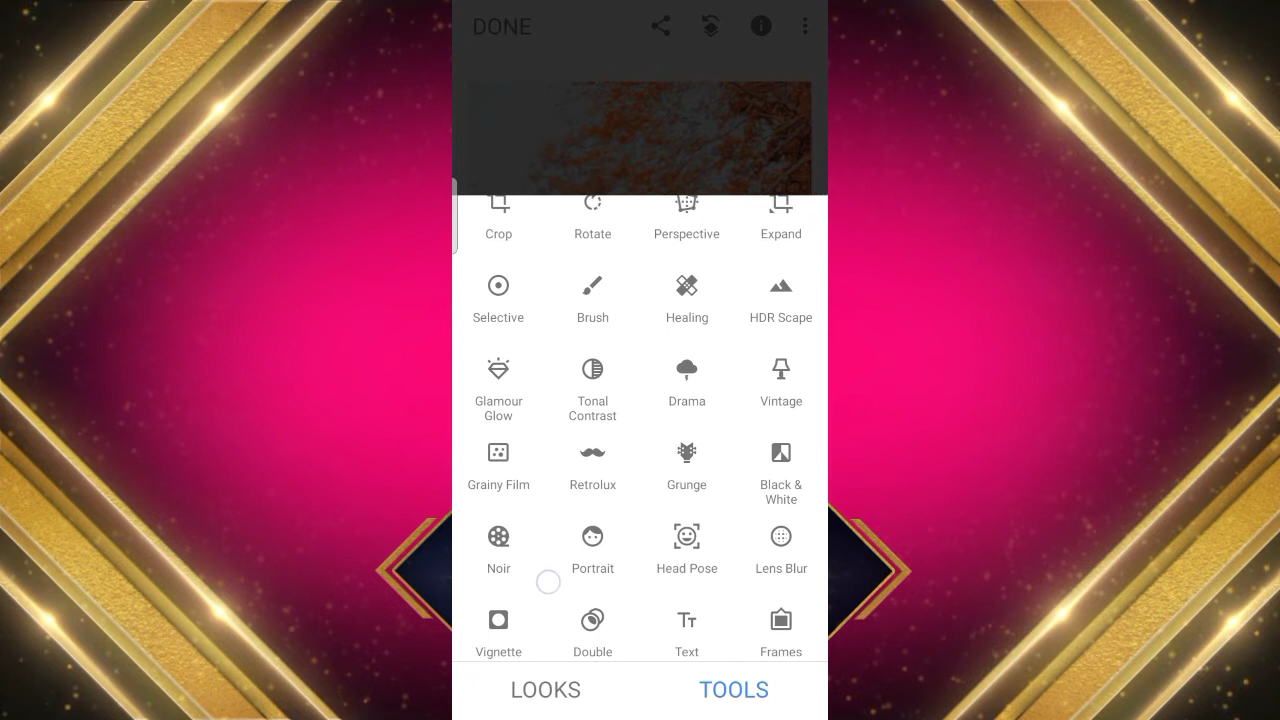 DONE
Crop
Rotate
Perspective
Expand
Selective
Brush
Healing
HDR Scape
Glamour
Glow
Tonal
Contrast
Drama
Vintage
Grainy Film
Retrolux
Grunge
Black &
White
Noir
Portrait
Head Pose
Lens Blur
Vignette
Double
Text
Frames
LOOKS
TOOLS